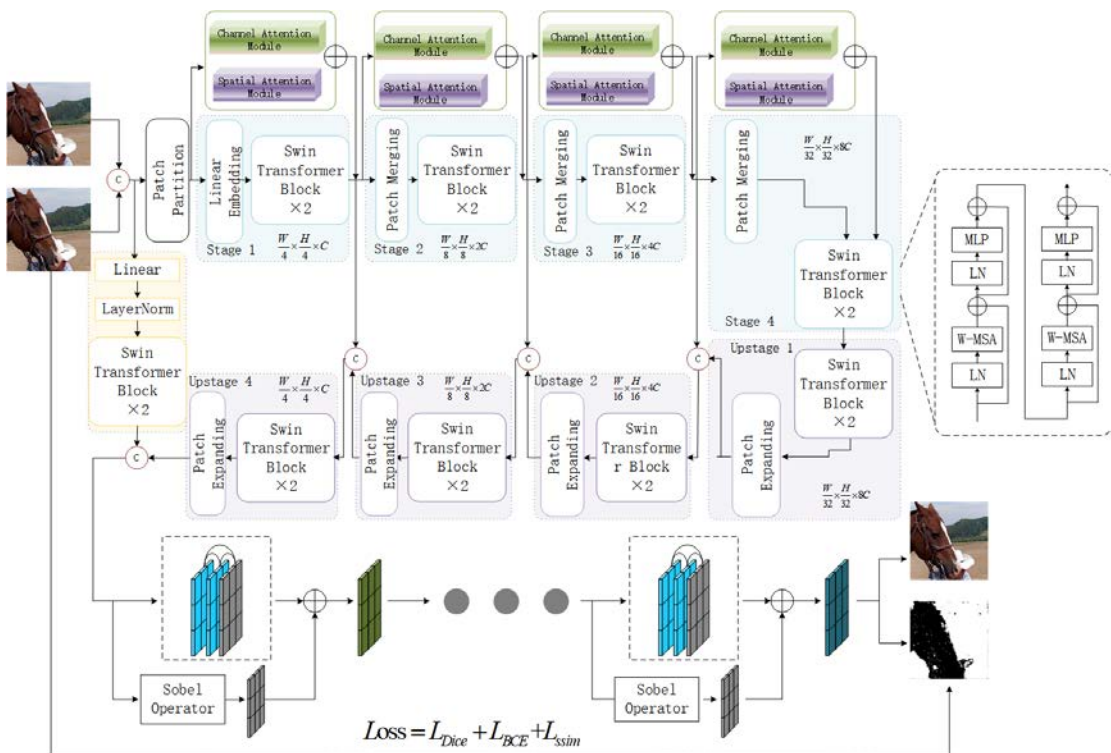 Channel Attention
Module
Spatial Attention
Module
Channel Attention
Module
Spatial Attention
Module
Channel Attention
Module
Spatial Attention
Module
Channel Attention
Module
Spatial Attention
Module
C
Patch
Partition
Linear
Embedding
Swin
Transformer
Block
×2
Stage 1
W/4 × H/4 × C
Patch Merging
Swin
Transformer
Block
×2
Stage 2
W/8 × H/8 × 2C
Patch Merging
Swin
Transformer
Block
×2
Stage 3
W/16 × H/16 × 4C
Patch Merging
W/32 × H/32 × 8C
Swin
Transformer
Block
×2
Stage 4
MLP
LN
W-MSA
LN
MLP
LN
W-MSA
LN
Linear
LayerNorm
Swin
Transformer
Block
×2
C
C
C
C
Upstage 4
W/4 × H/4 × C
Patch
Expanding
Swin
Transformer
Block
×2
Upstage 3
W/8 × H/8 × 2C
Patch
Expanding
Swin
Transformer
Block
×2
Upstage 2
W/16 × H/16 × 4C
Patch
Expanding
Swin
Transforme
r Block
×2
Upstage 1
Swin
Transformer
Block
×2
Patch
Expanding
W/32 × H/32 × 8C
Sobel
Operator
Sobel
Operator
Loss = L_Dice + L_BCE + L_ssim